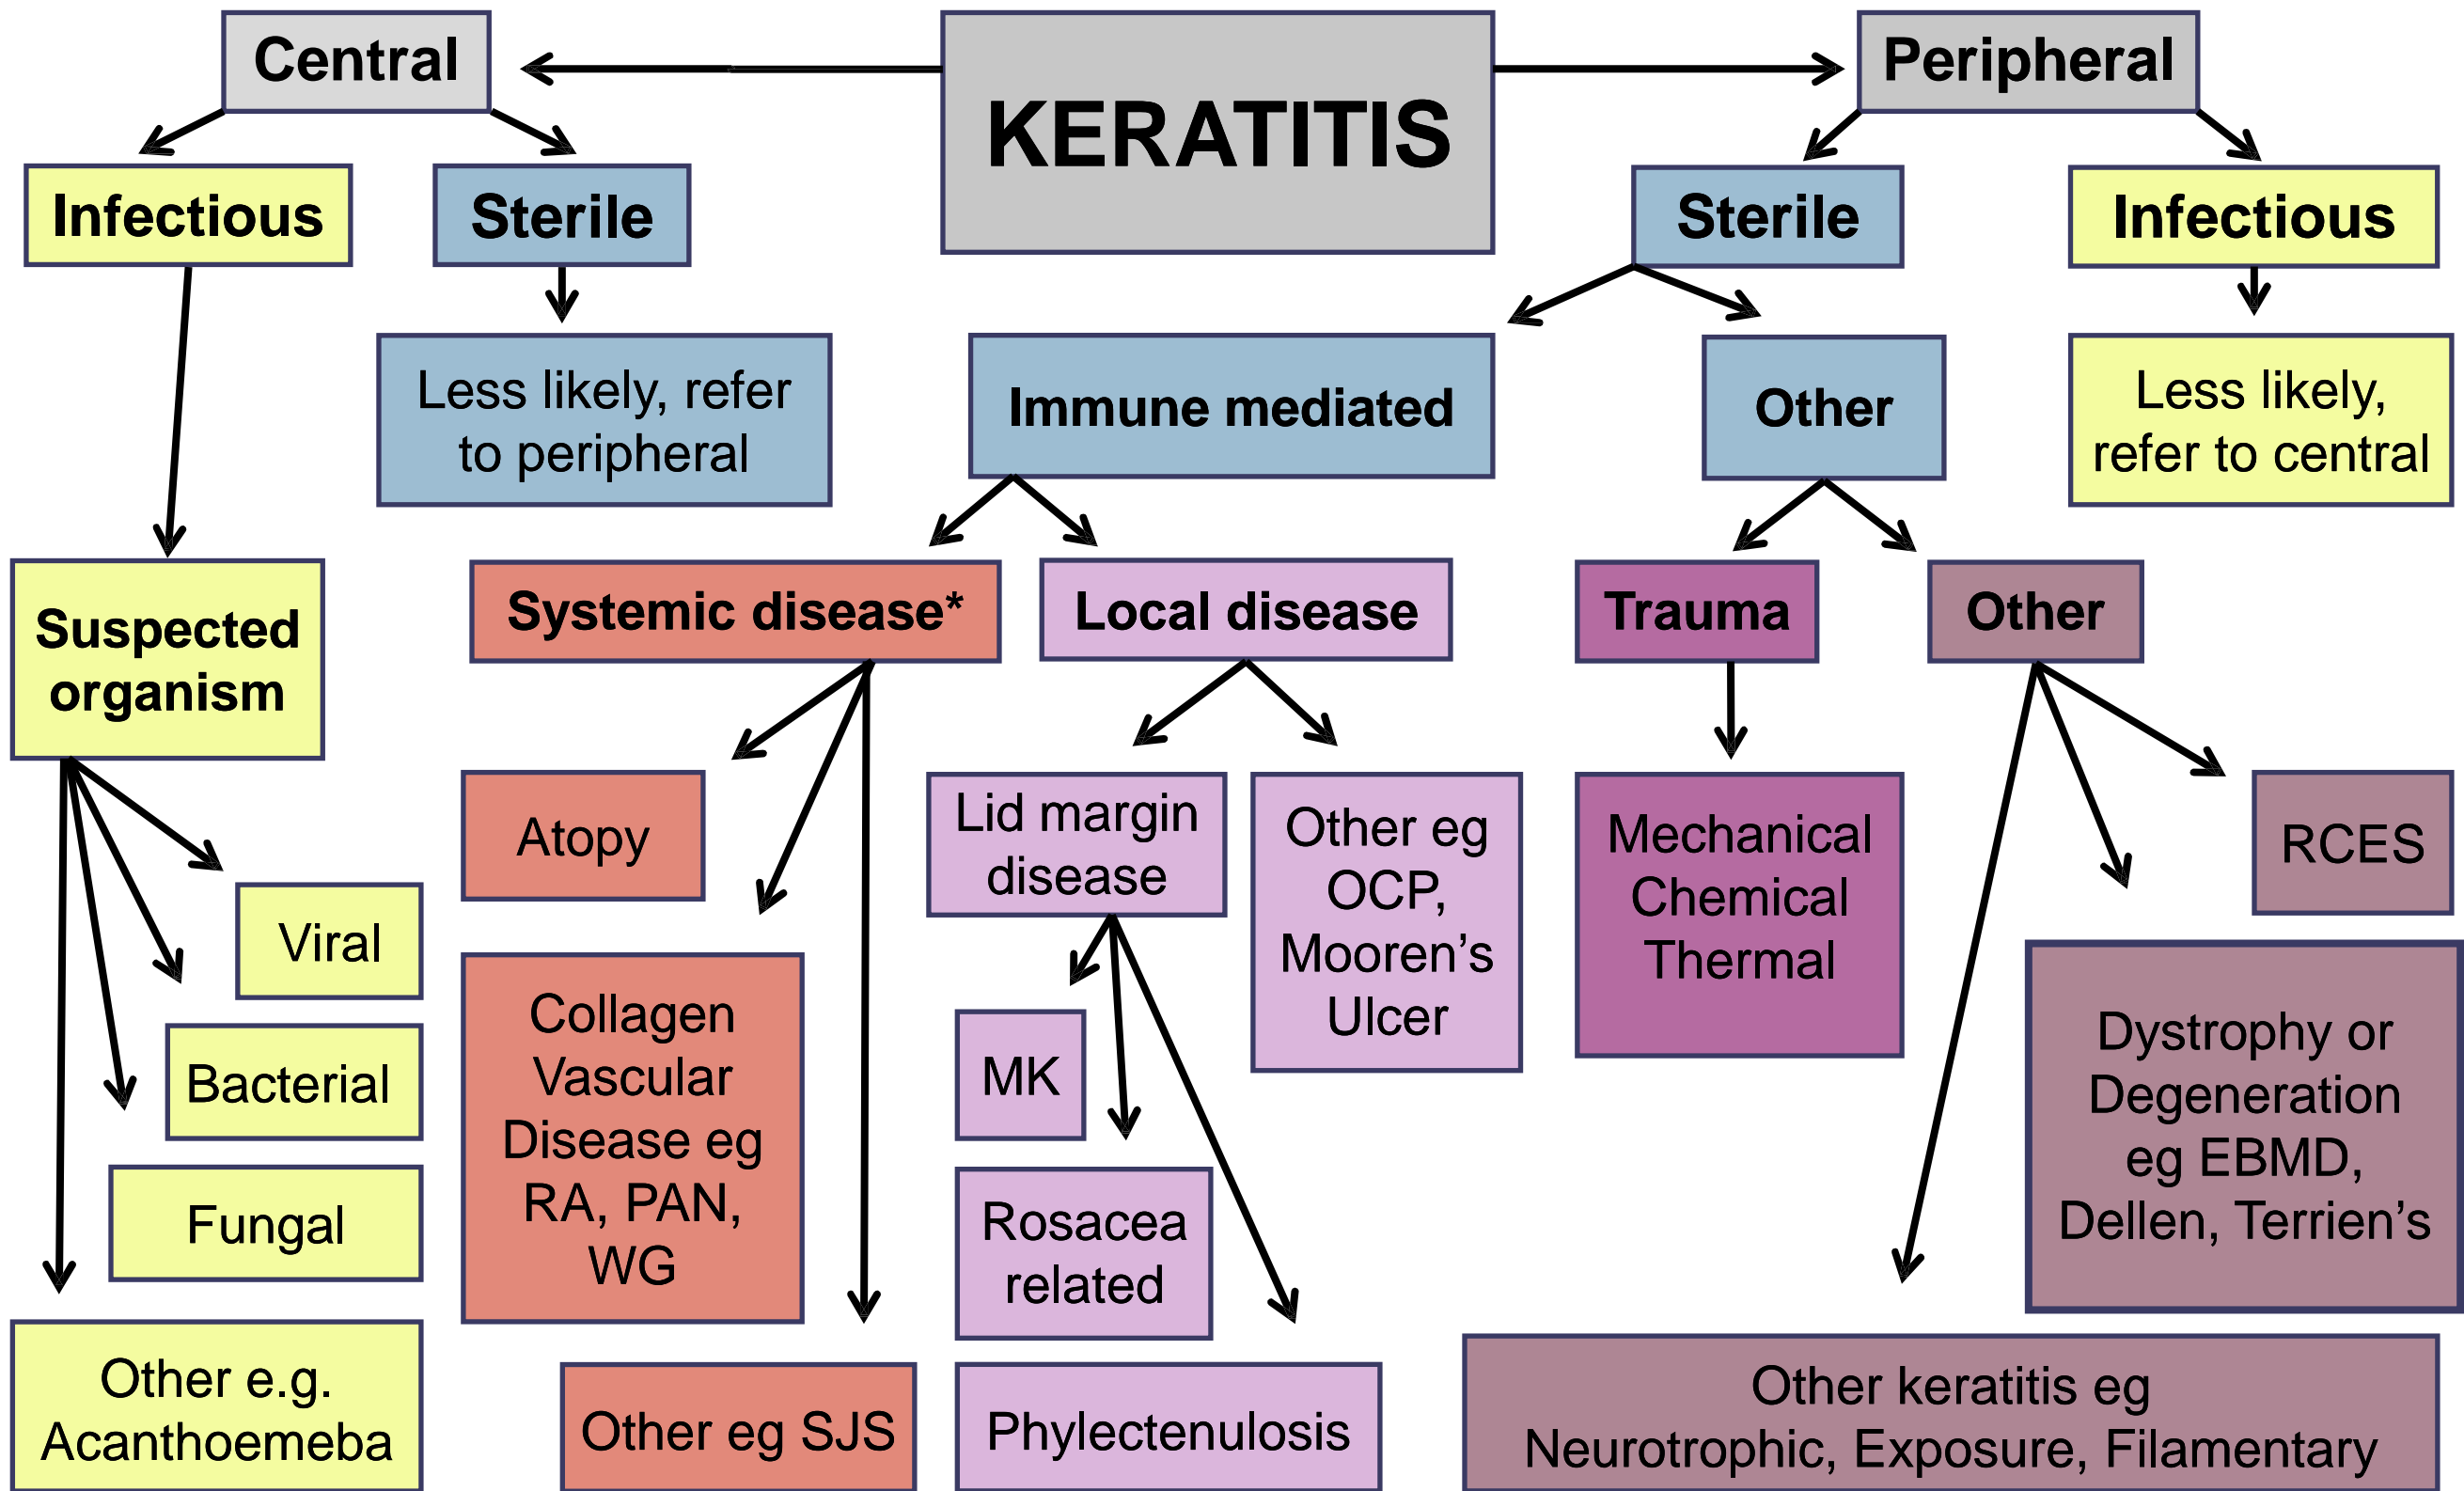 Central
KERATITIS
Peripheral
Infectious
Sterile
Sterile
Infectious
Less likely, refer
to peripheral
Immune mediated
Other
Less likely,
refer to central
Suspected
organism
Systemic disease*
Local disease
Trauma
Other
Viral
Bacterial
Fungal
Other e.g.
Acanthoemeba
Atopy
Collagen
Vascular
Disease eg
RA, PAN,
WG
Other eg SJS
Lid margin
disease
MK
Rosacea
related
Phylectenulosis
Other eg
OCP,
Mooren's
Ulcer
Mechanical
Chemical
Thermal
RCES
Dystrophy or
Degeneration
eg EBMD,
Dellen, Terrien's
Other keratitis eg
Neurotrophic, Exposure, Filamentary